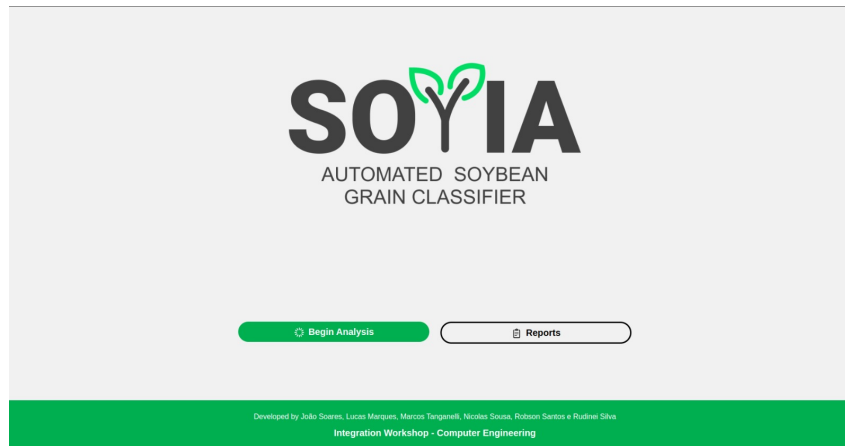 SOYIA
AUTOMATED SOYBEAN
GRAIN CLASSIFIER
Begin Analysis
Reports
Developed by João Soares, Lucas Marques, Marcos Tanganelli, Nicolas Sousa, Robson Santos e Rudinei Silva
Integration Workshop - Computer Engineering